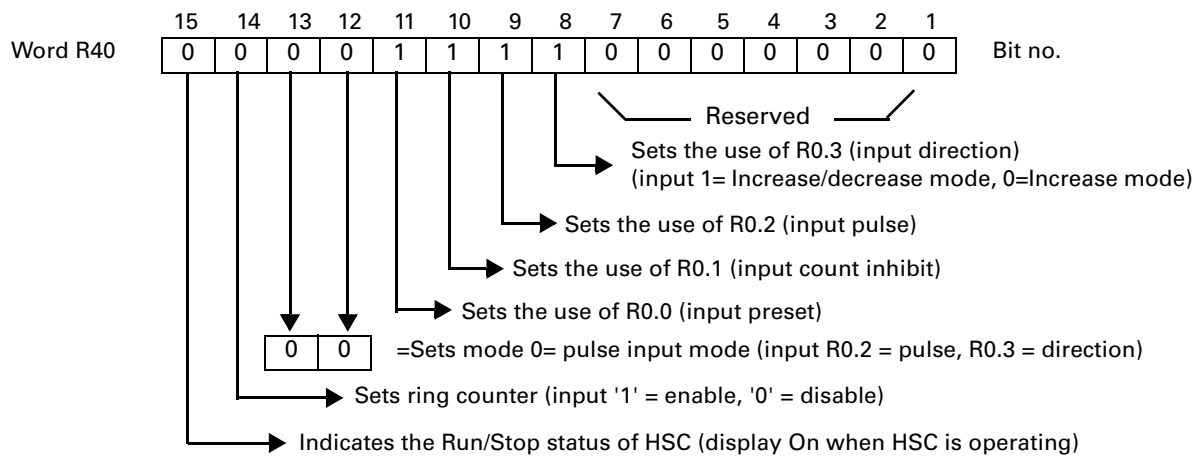 15 14 13 12 11 10 9 8 7 6 5 4 3 2 1
Word R40 0 0 0 0 1 1 1 1 0 0 0 0 0 0 0 Bit no.
Reserved
Sets the use of R0.3 (input direction)
(input 1= Increase/decrease mode, 0=Increase mode)
Sets the use of R0.2 (input pulse)
Sets the use of R0.1 (input count inhibit)
Sets the use of R0.0 (input preset)
0 0 =Sets mode 0= pulse input mode (input R0.2 = pulse, R0.3 = direction)
Sets ring counter (input '1' = enable, '0' = disable)
Indicates the Run/Stop status of HSC (display On when HSC is operating)